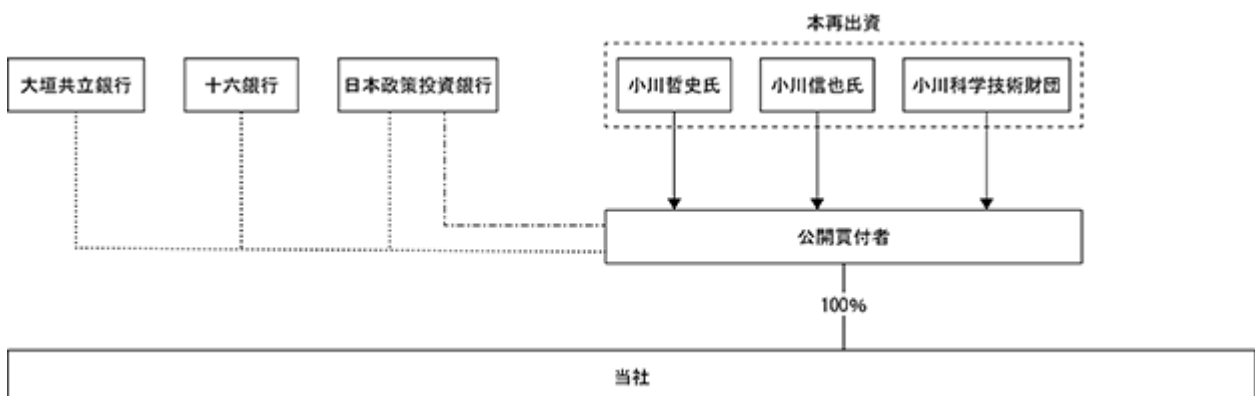 本再出資
大垣共立銀行
十六銀行
日本政策投資銀行
小川哲史氏
小川信也氏
小川科学技術財団
公開買付者
100%
当社